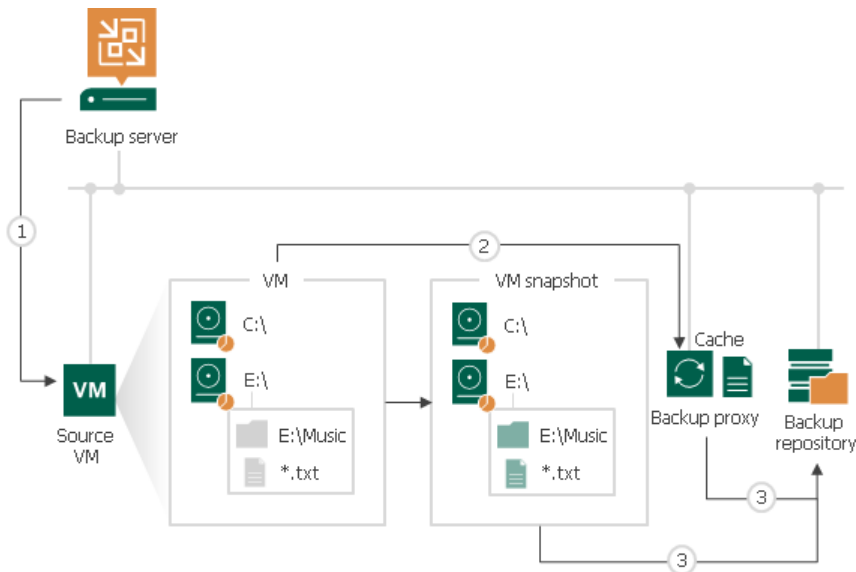 Backup server
1
2
VM
VM snapshot
C:\
C:\
Cache
E:\
E:\
VM
Backup proxy
Source
VM
Backup
repository
E:\Music
E:\Music
*.txt
*.txt
3
3